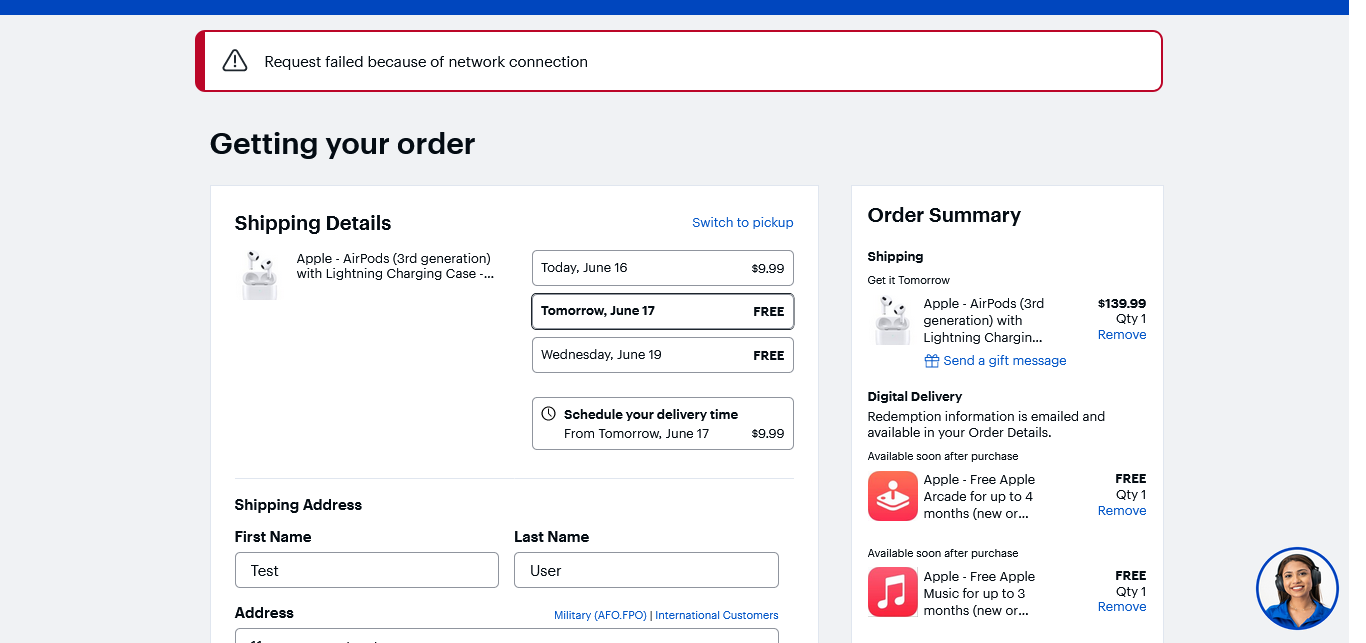 Request failed because of network connection
Getting your order
Shipping Details
Switch to pickup
Apple - AirPods (3rd generation)
with Lightning Charging Case -...
Today, June 16 $9.99
Tomorrow, June 17 FREE
Wednesday, June 19 FREE
Schedule your delivery time
From Tomorrow, June 17 $9.99
Shipping Address
First Name
Last Name
Test
User
Address
Military (AFO.FPO) | International Customers
Order Summary
Shipping
Get it Tomorrow
Apple - AirPods (3rd
generation) with
Lightning Chargin...
$139.99
Qty 1
Remove
Send a gift message
Digital Delivery
Redemption information is emailed and
available in your Order Details.
Available soon after purchase
Apple - Free Apple
Arcade for up to 4
months (new or...
FREE
Qty 1
Remove
Available soon after purchase
Apple - Free Apple
Music for up to 3
months (new or...
FREE
Qty 1
Remove